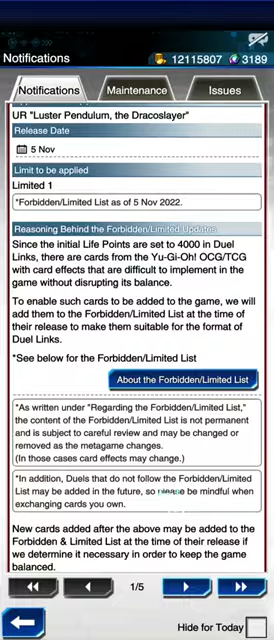 Notifications
12115807
3189
Notifications
Maintenance
Issues
UR "Luster Pendulum, the Dracoslayer"
Release Date
5 Nov
Limit to be applied
Limited 1
*Forbidden/Limited List as of 5 Nov 2022.
Reasoning Behind the Forbidden/Limited Updates
Since the initial Life Points are set to 4000 in Duel
Links, there are cards from the Yu-Gi-Oh! OCG/TCG
with card effects that are difficult to implement in the
game without disrupting its balance.
To enable such cards to be added to the game, we will
add them to the Forbidden/Limited List at the time of
their release to make them suitable for the format of
Duel Links.
*See below for the Forbidden/Limited List
About the Forbidden/Limited List
*As written under "Regarding the Forbidden/Limited List,"
the content of the Forbidden/Limited List is not permanent
and is subject to careful review and may be changed or
removed as the metagame changes.
(In those cases card effects may change.)
*In addition, Duels that do not follow the Forbidden/Limited
List may be added in the future, so please be mindful when
exchanging cards you own.
New cards added after the above may be added to the
Forbidden & Limited List at the time of their release if
we determine it necessary in order to keep the game
balanced.
1/5
Hide for Today